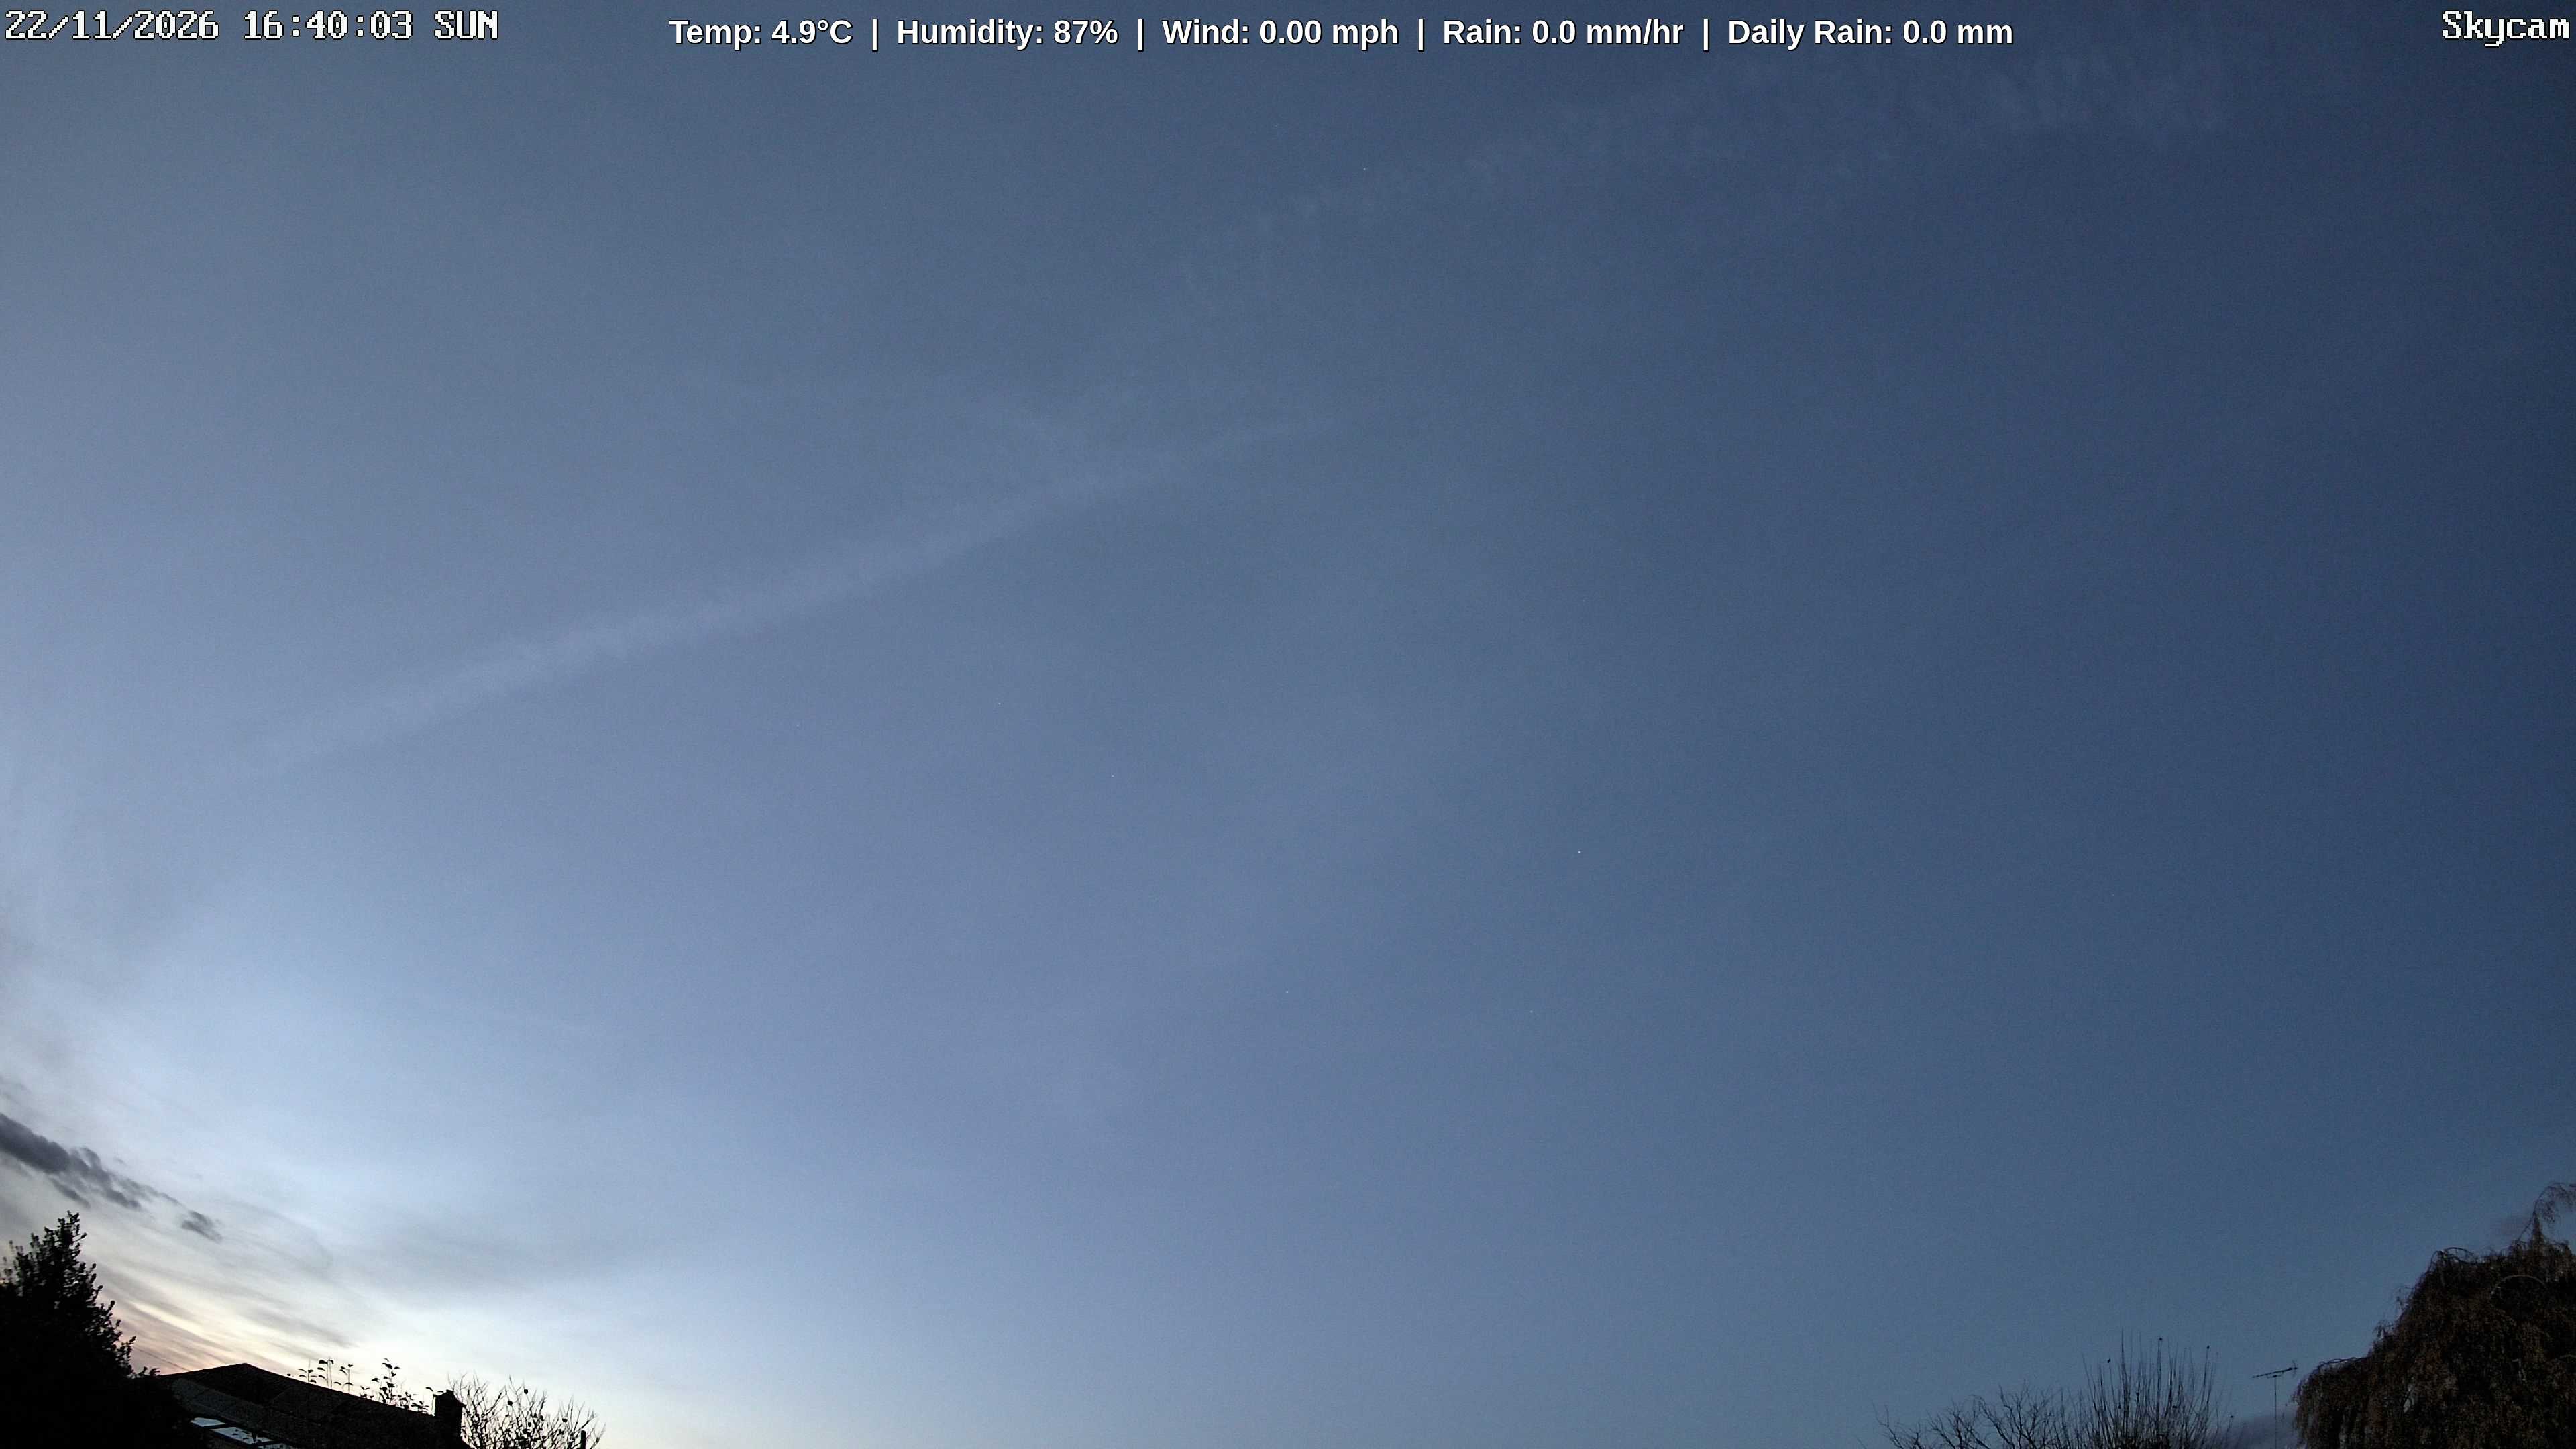 22/11/2026 16:40:03 SUN
Temp: 4.9°C | Humidity: 87% | Wind: 0.00 mph | Rain: 0.0 mm/hr | Daily Rain: 0.0 mm
Skycam